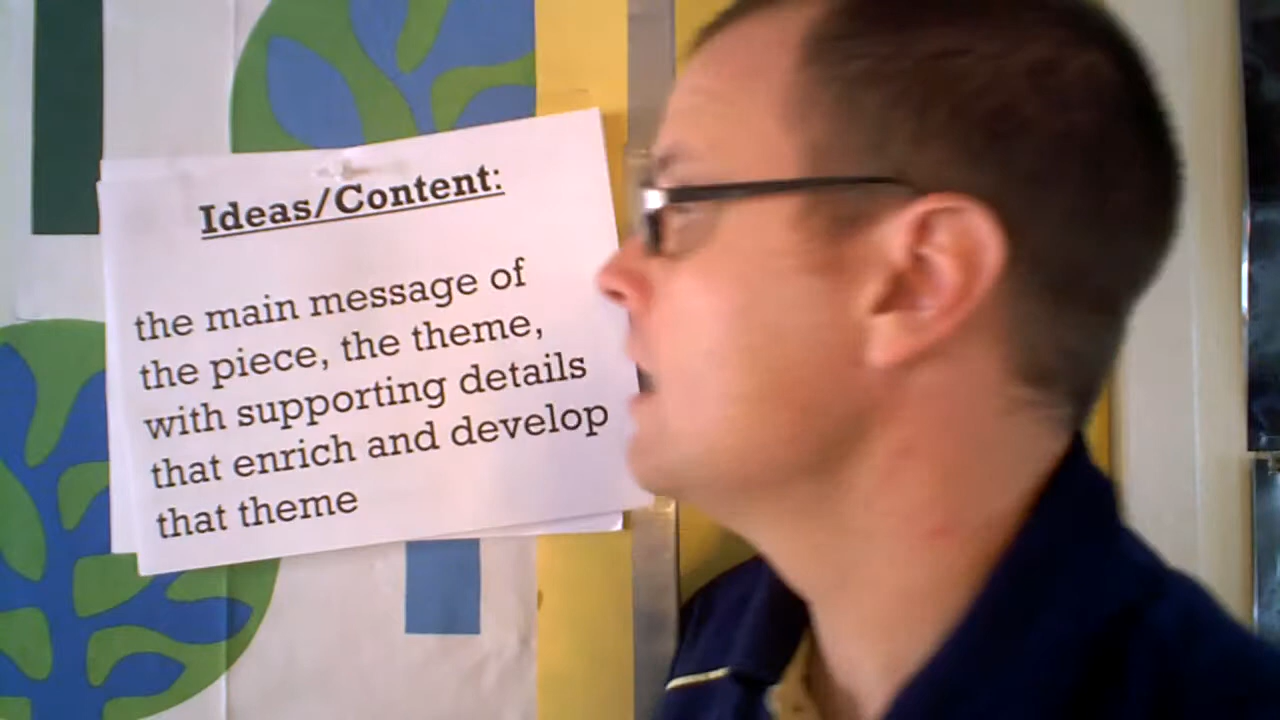 Ideas/Content:
the main message of
the piece, the theme,
with supporting details
that enrich and develop
that theme